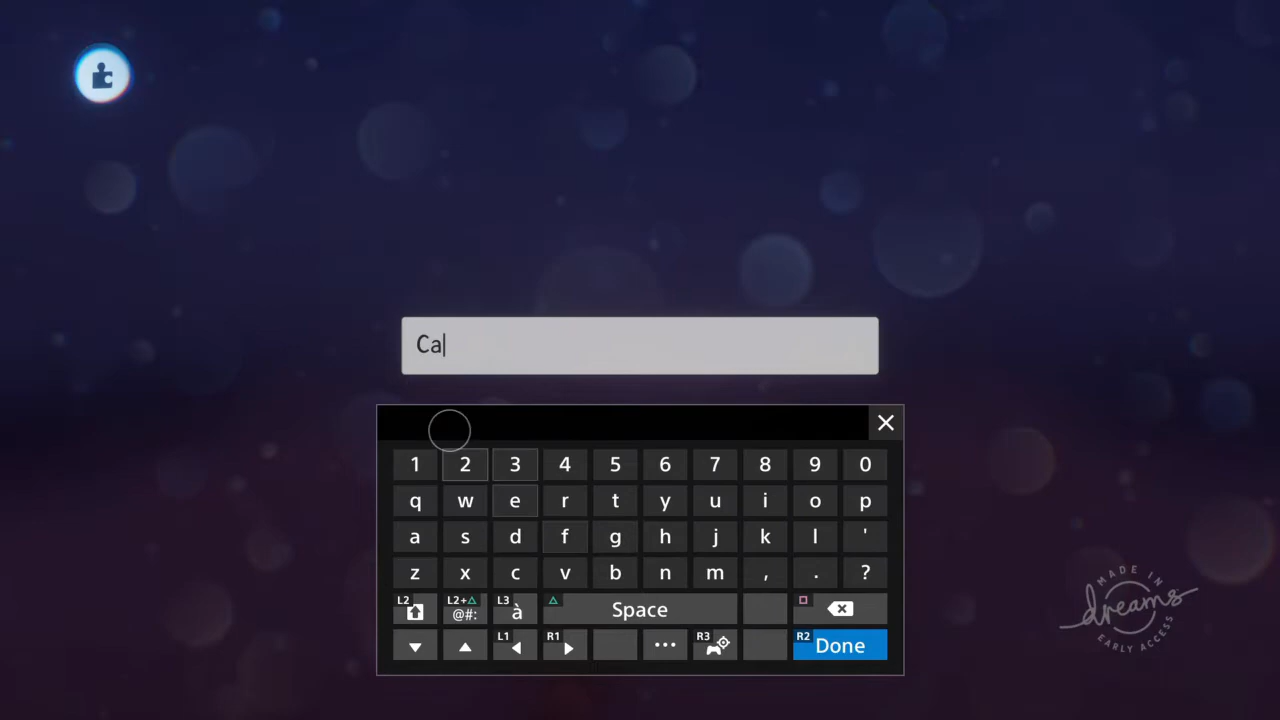 Ca
1 2 3 4 5 6 7 8 9 0
q w e r t y u i o p
a s d f g h j k l '
z x c v b n m , . ?
L2 L2+△ @#: L3 à △ Space
L1 R1 ... R3 R2 Done
MADE IN
dreams
EARLY ACCESS